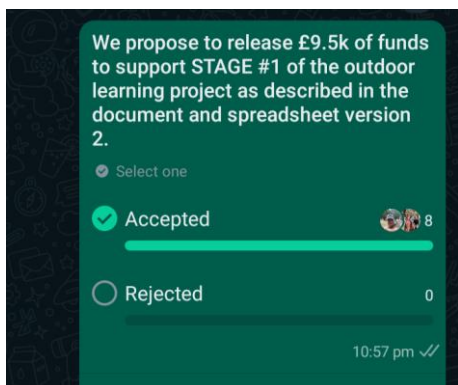 We propose to release £9.5k of funds
to support STAGE #1 of the outdoor
learning project as described in the
document and spreadsheet version
2.
Select one
Accepted 8
Rejected 0
10:57 pm